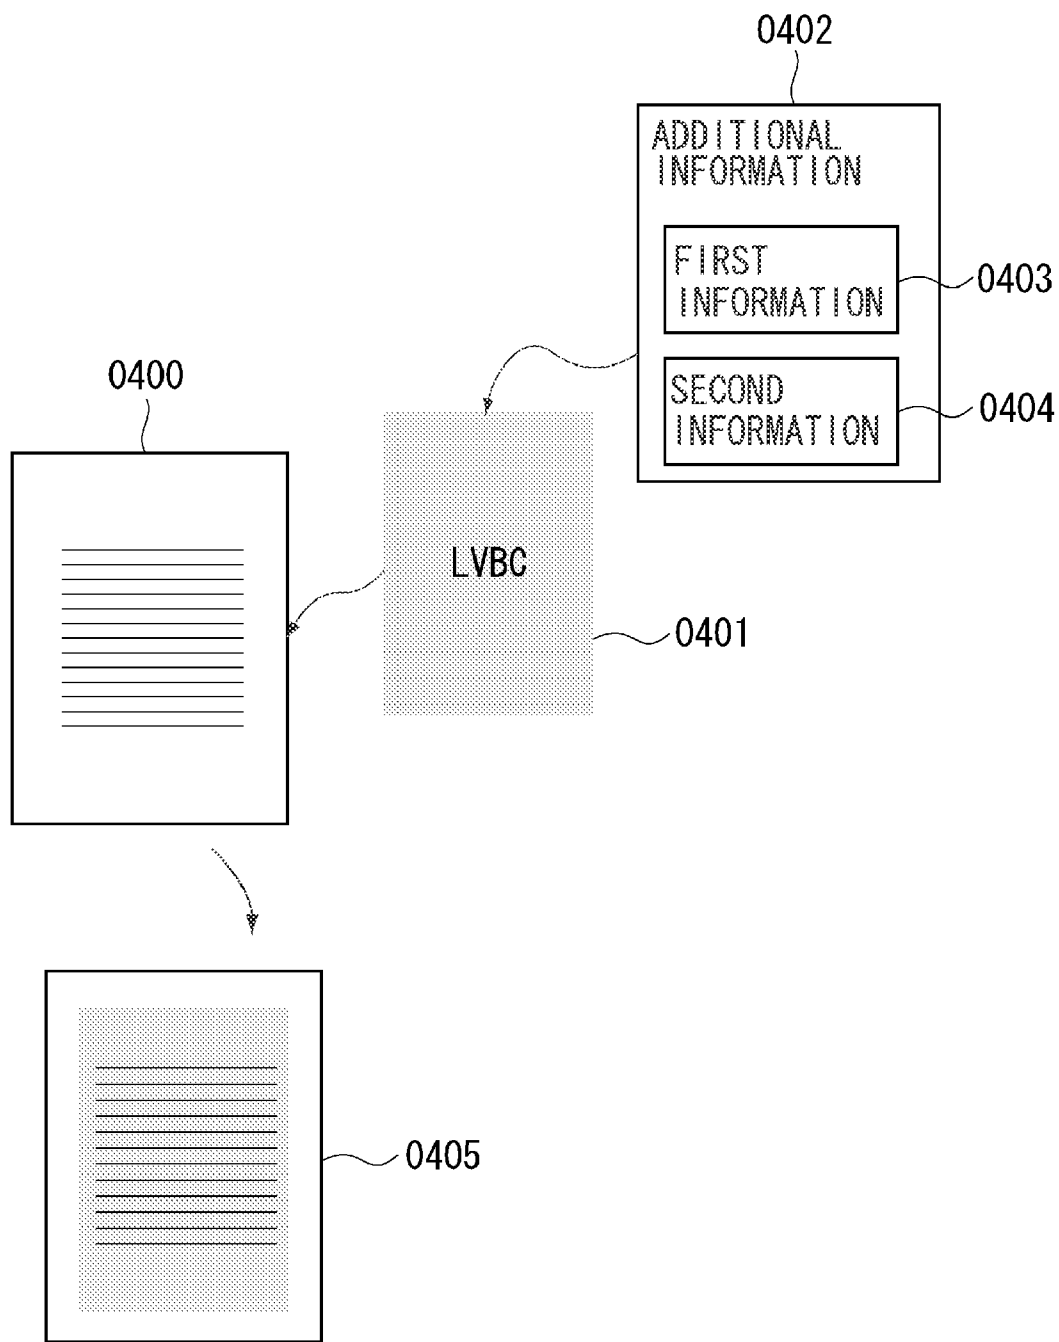 0402
ADDITIONAL
INFORMATION
FIRST
INFORMATION
0403
SECOND
INFORMATION
0404
0400
LVBC
0401
0405